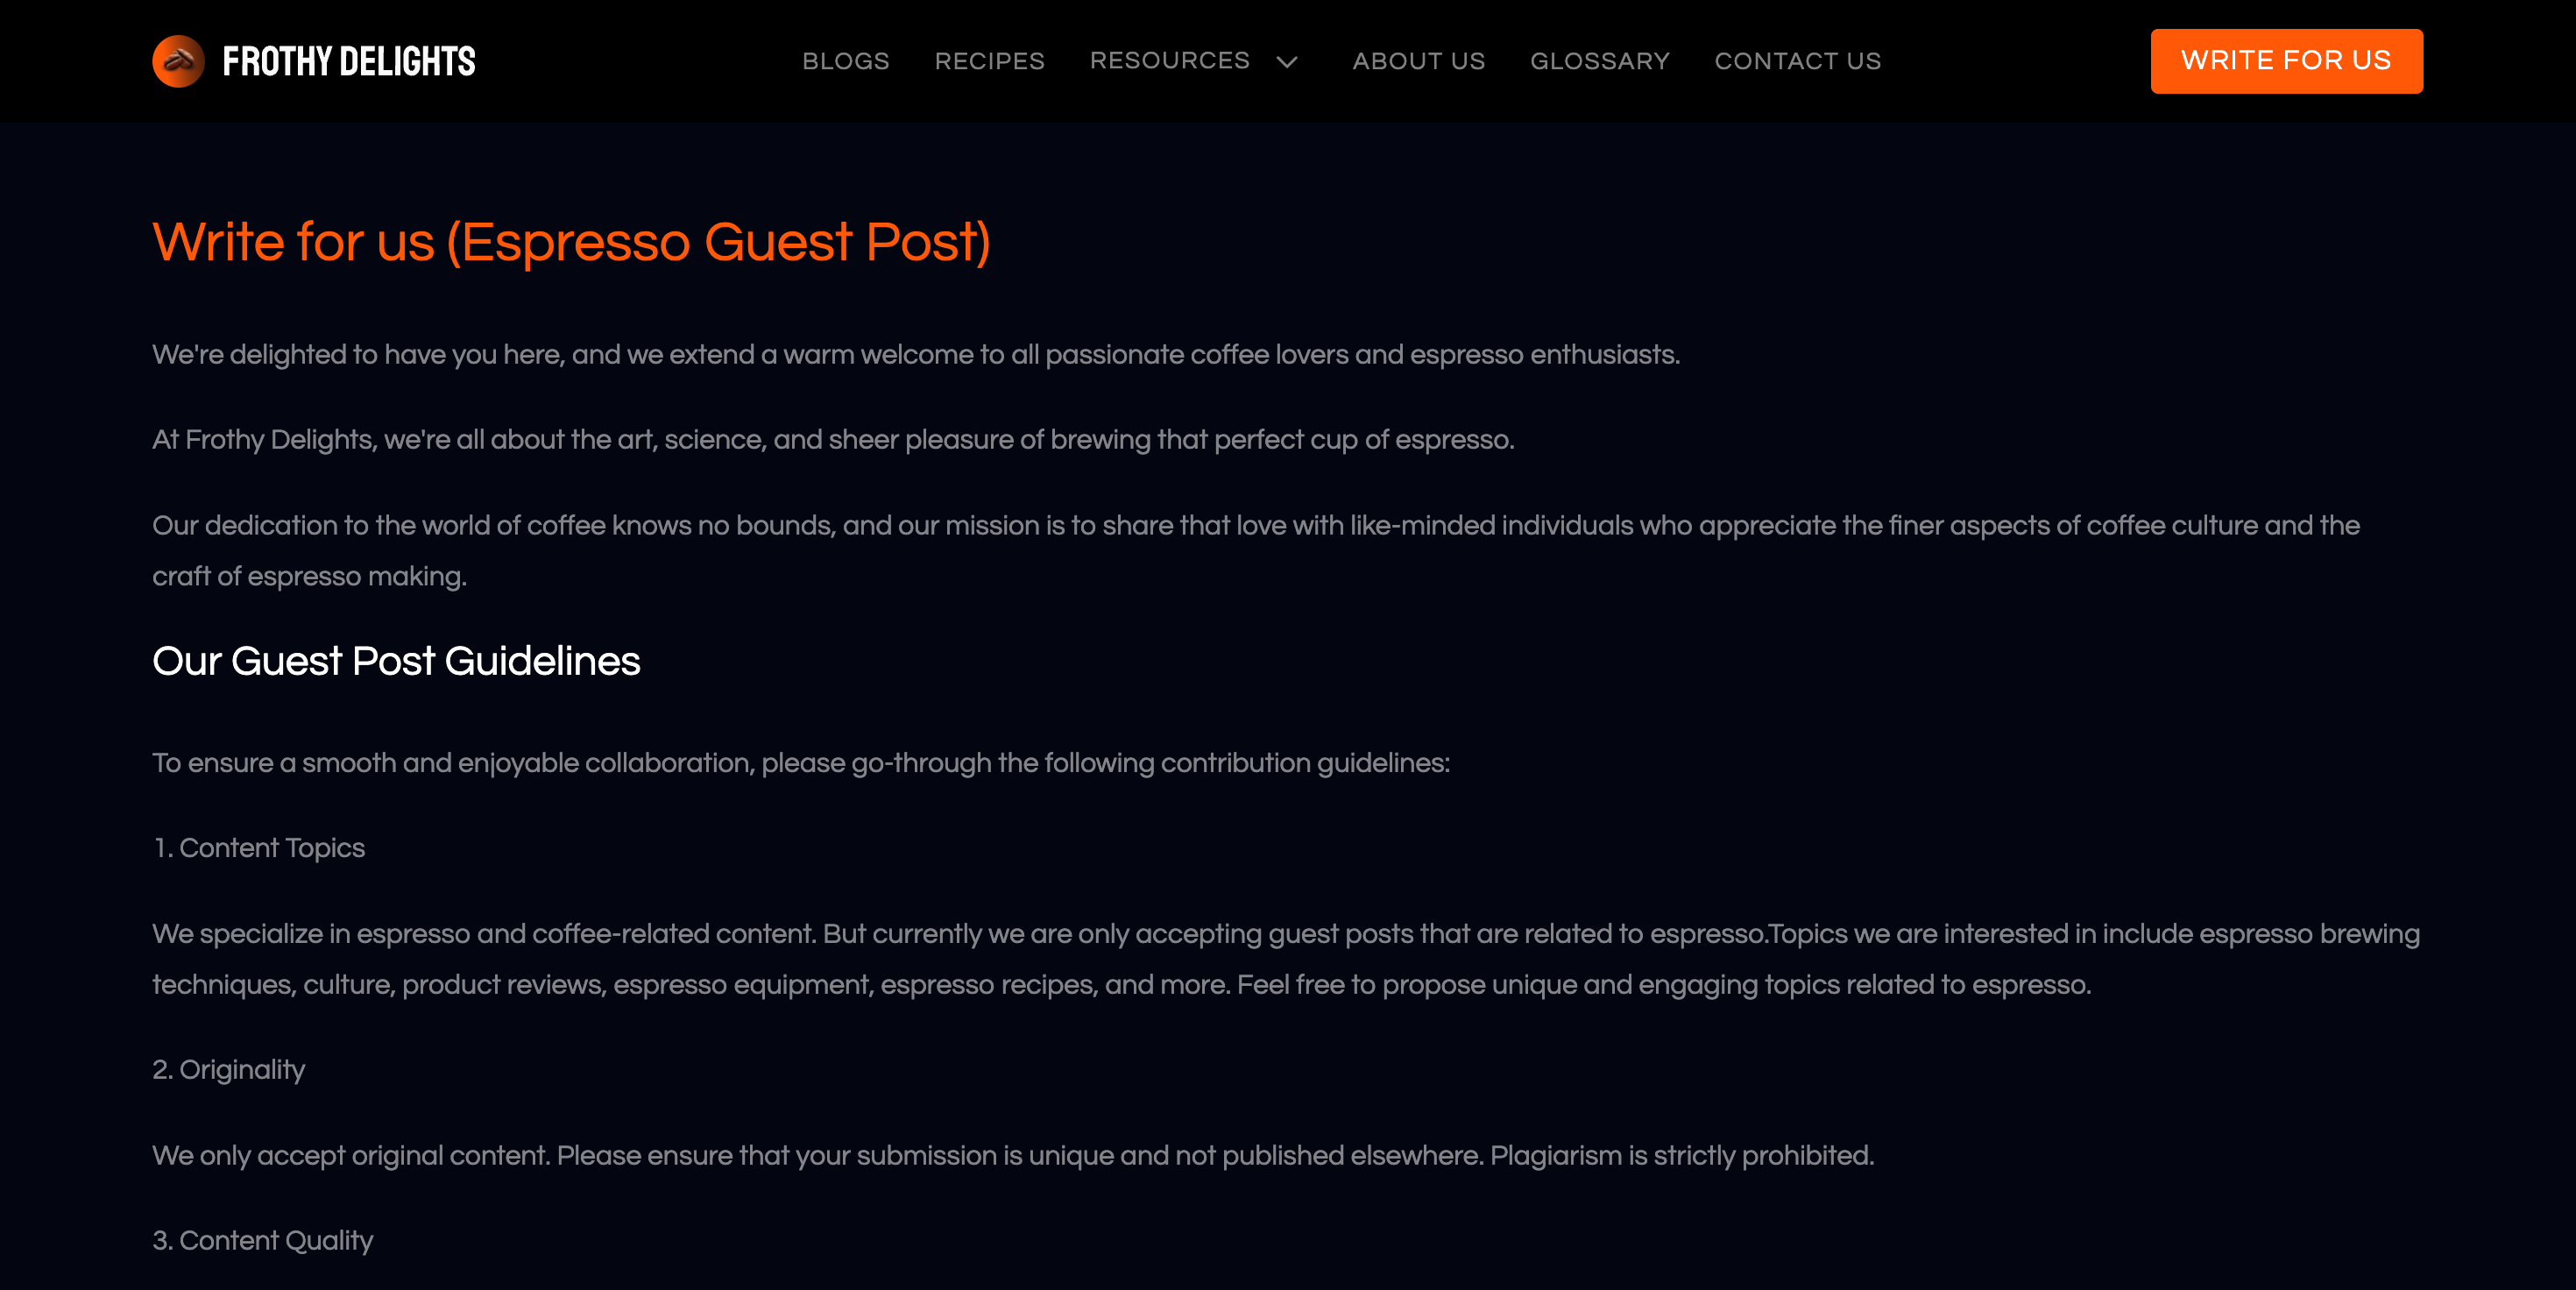 FROTHY DELIGHTS
BLOGS RECIPES RESOURCES ABOUT US GLOSSARY CONTACT US
WRITE FOR US
Write for us (Espresso Guest Post)
We're delighted to have you here, and we extend a warm welcome to all passionate coffee lovers and espresso enthusiasts.
At Frothy Delights, we're all about the art, science, and sheer pleasure of brewing that perfect cup of espresso.
Our dedication to the world of coffee knows no bounds, and our mission is to share that love with like-minded individuals who appreciate the finer aspects of coffee culture and the
craft of espresso making.
Our Guest Post Guidelines
To ensure a smooth and enjoyable collaboration, please go-through the following contribution guidelines:
1. Content Topics
We specialize in espresso and coffee-related content. But currently we are only accepting guest posts that are related to espresso.Topics we are interested in include espresso brewing
techniques, culture, product reviews, espresso equipment, espresso recipes, and more. Feel free to propose unique and engaging topics related to espresso.
2. Originality
We only accept original content. Please ensure that your submission is unique and not published elsewhere. Plagiarism is strictly prohibited.
3. Content Quality